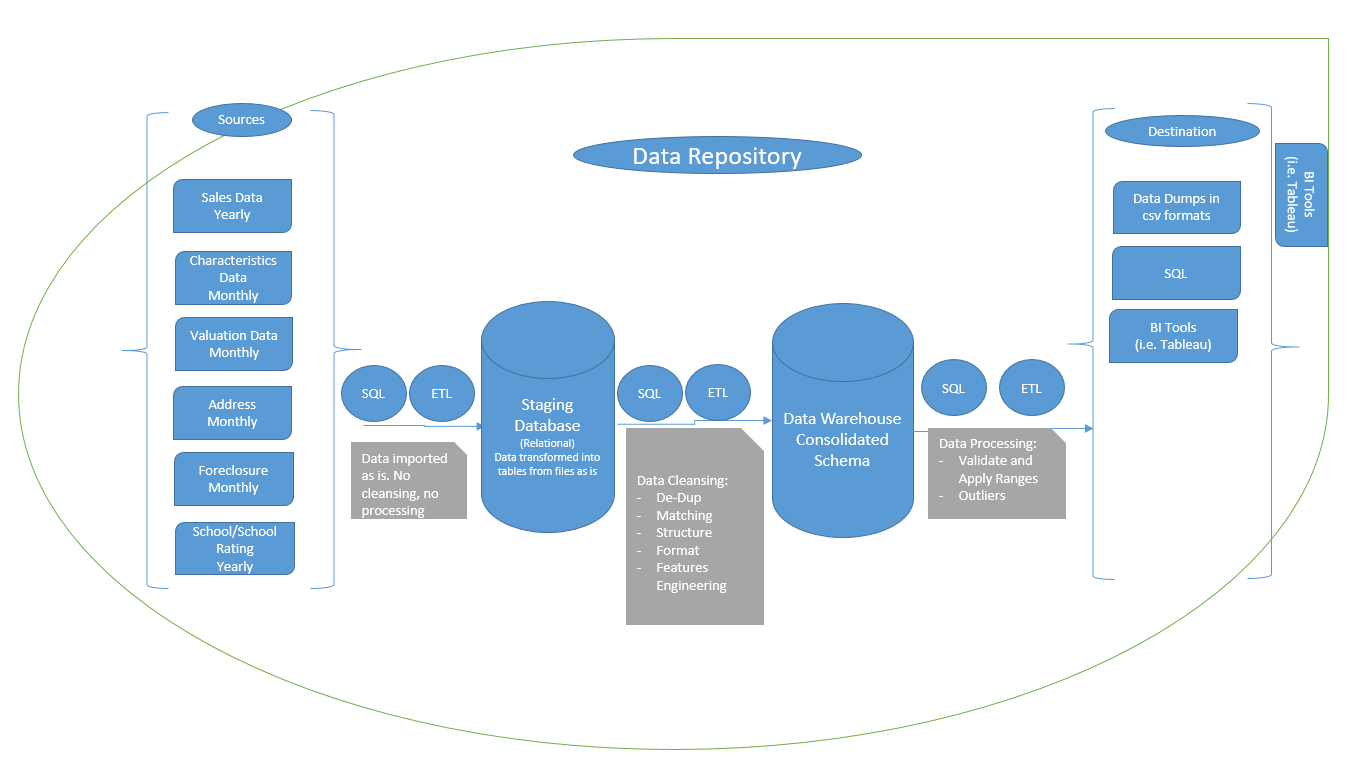 Sources
Sales Data
Yearly
Characteristics
Data
Monthly
Valuation Data
Monthly
Address
Monthly
Foreclosure
Monthly
School/School
Rating
Yearly
Data Repository
SQL
ETL
Data imported
as is. No
cleansing, no
processing
Staging
Database
(Relational)
Data transformed into
tables from files as is
SQL
ETL
Data Cleansing:
- De-Dup
- Matching
- Structure
- Format
- Features
Engineering
Data Warehouse
Consolidated
Schema
SQL
ETL
Data Processing:
- Validate and
Apply Ranges
- Outliers
Destination
Data Dumps in
csv formats
SQL
BI Tools
(i.e. Tableau)
BI Tools
(i.e. Tableau)